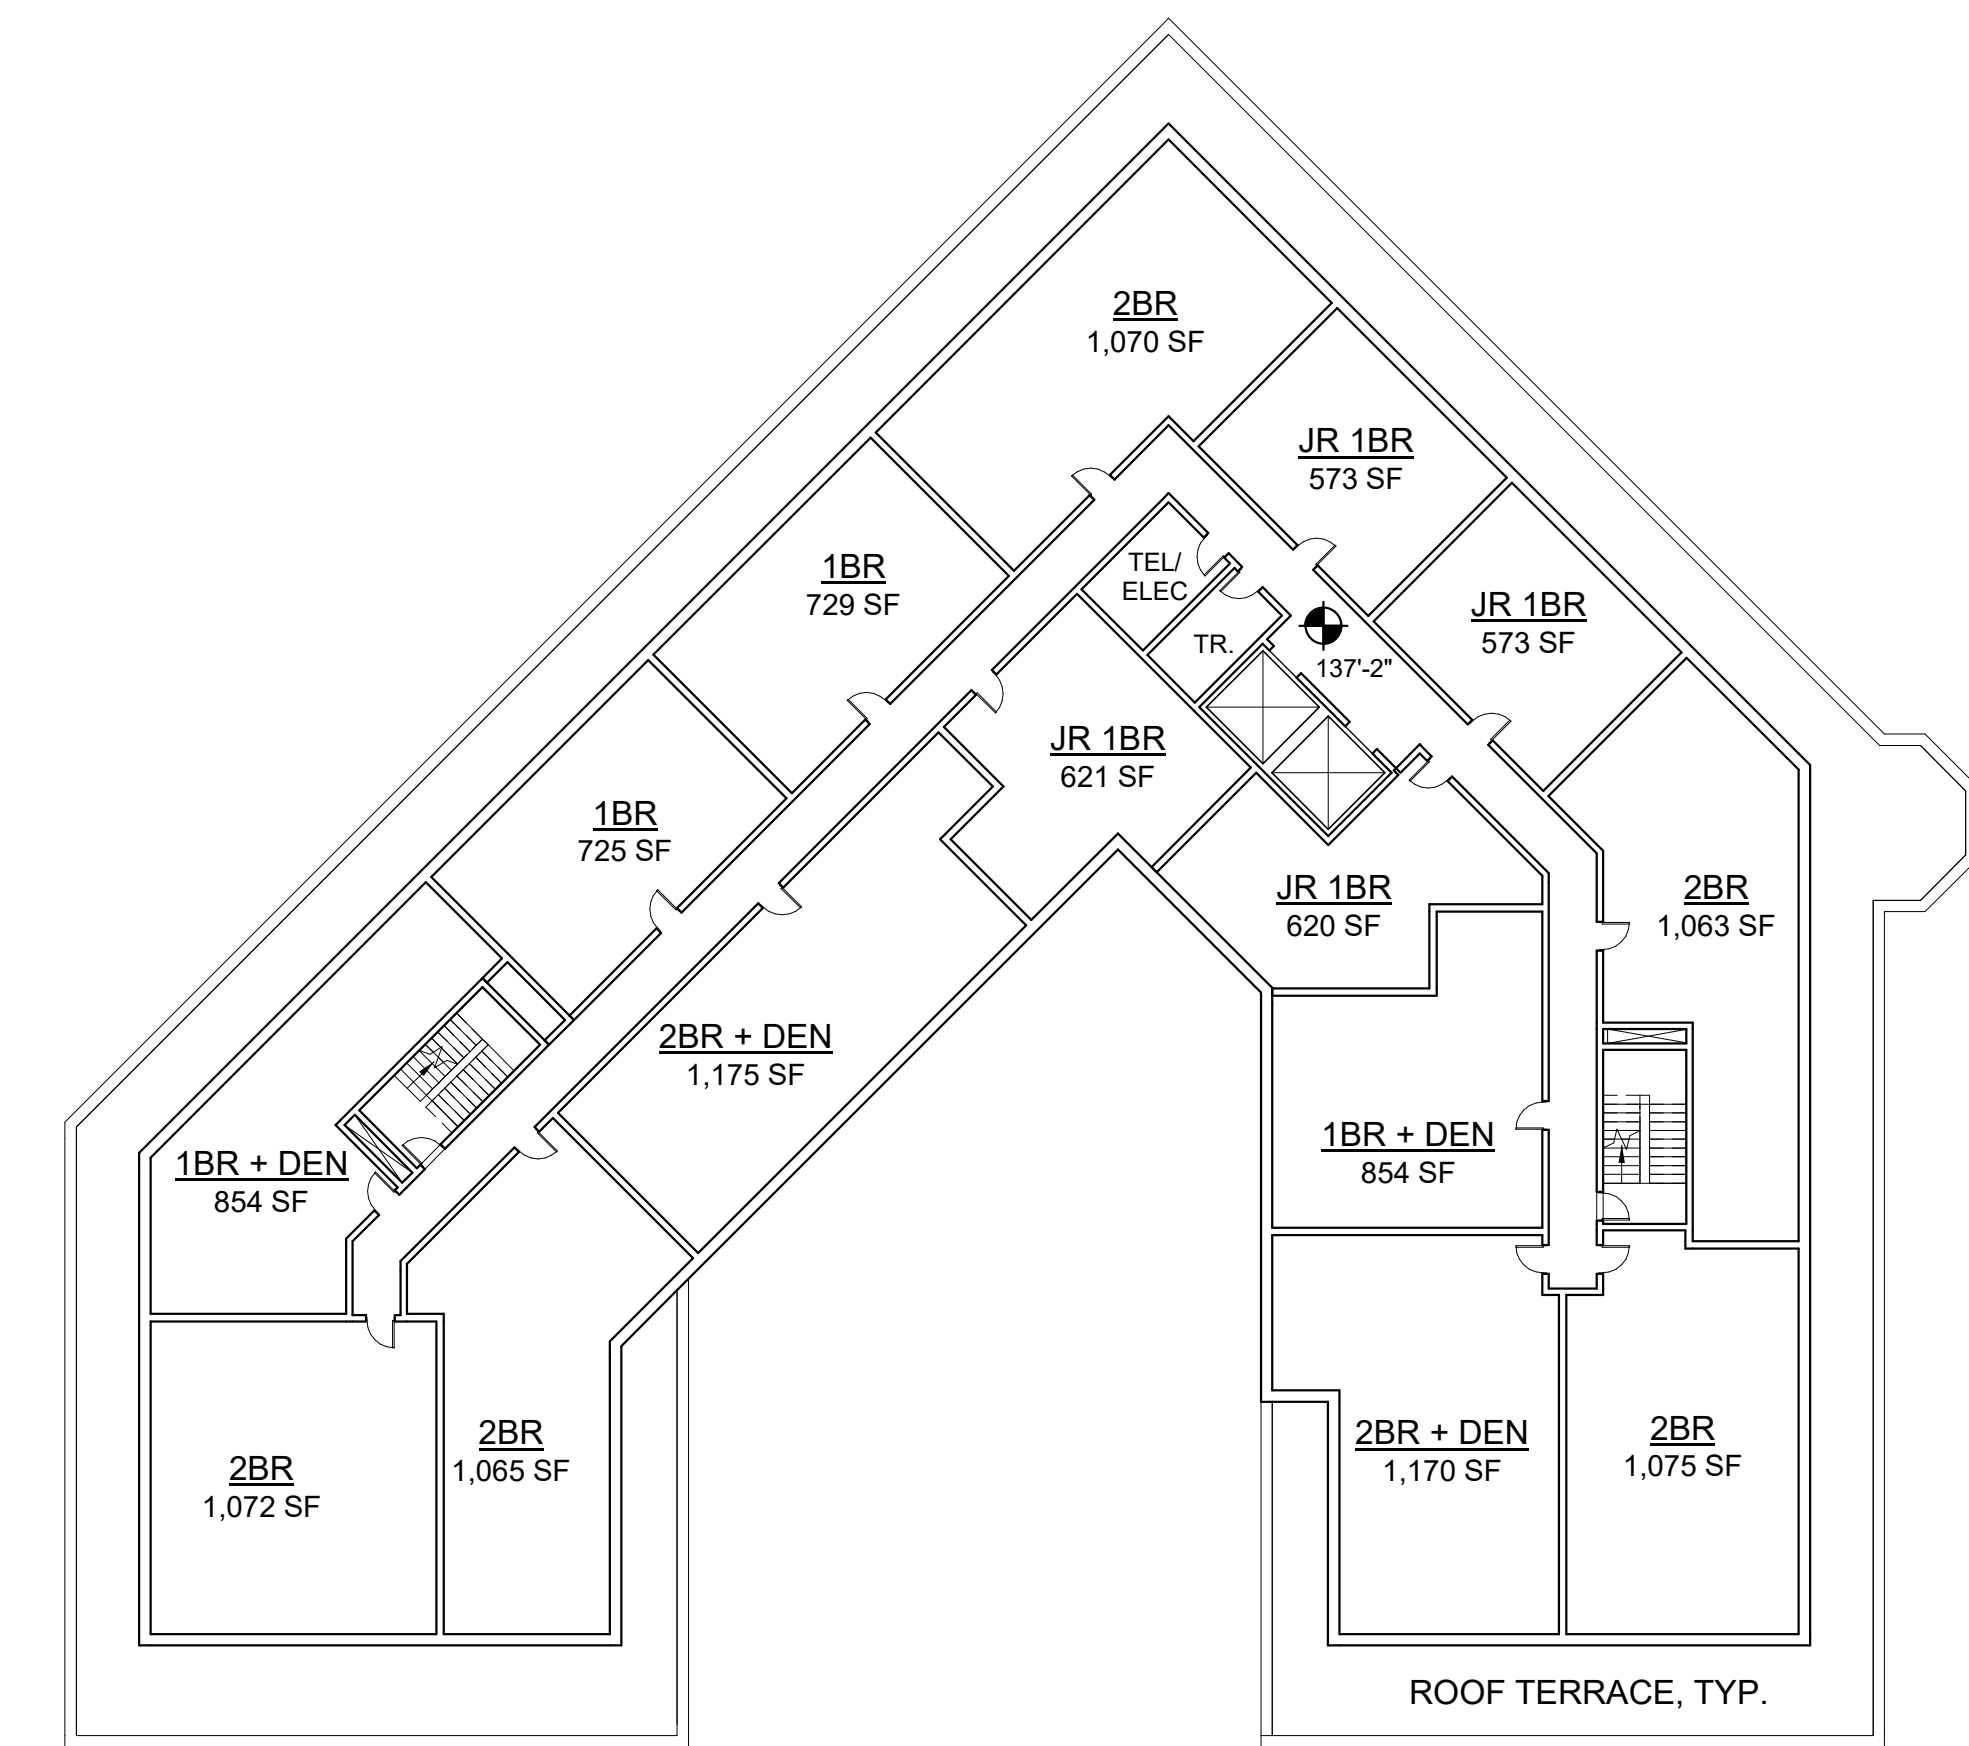 2BR
1,070 SF
JR 1BR
573 SF
1BR
729 SF
TEL/
ELEC
TR.
137'-2"
JR 1BR
573 SF
JR 1BR
621 SF
1BR
725 SF
JR 1BR
620 SF
2BR
1,063 SF
2BR + DEN
1,175 SF
1BR + DEN
854 SF
1BR + DEN
854 SF
2BR
1,072 SF
2BR
1,065 SF
2BR + DEN
1,170 SF
2BR
1,075 SF
ROOF TERRACE, TYP.